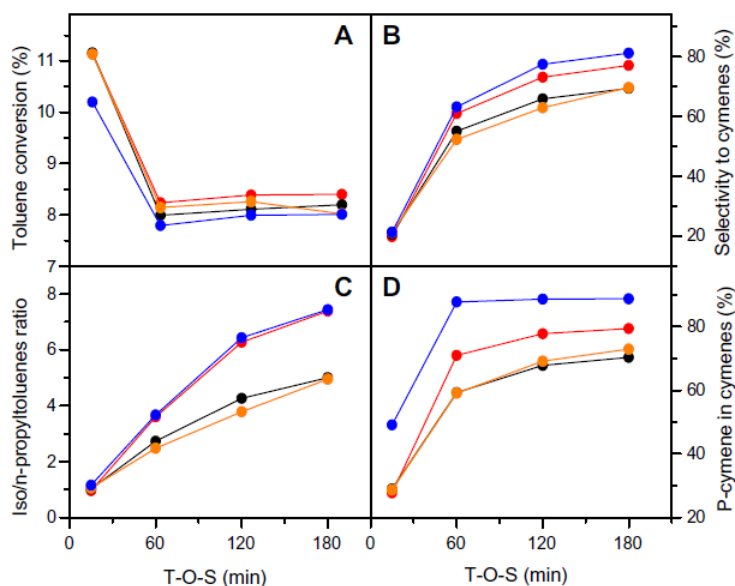 A
B
Toluene conversion (%)
11
10
9
8
7
Selectivity to cymenes (%)
80
60
40
20
C
D
Iso/n-propyltoluenes ratio
8
6
4
2
0
P-cymene in cymenes (%)
80
60
40
20
0 60 120 180
0 60 120 180
T-O-S (min)
T-O-S (min)